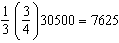 1/3 (3/4) 30500 = 7625